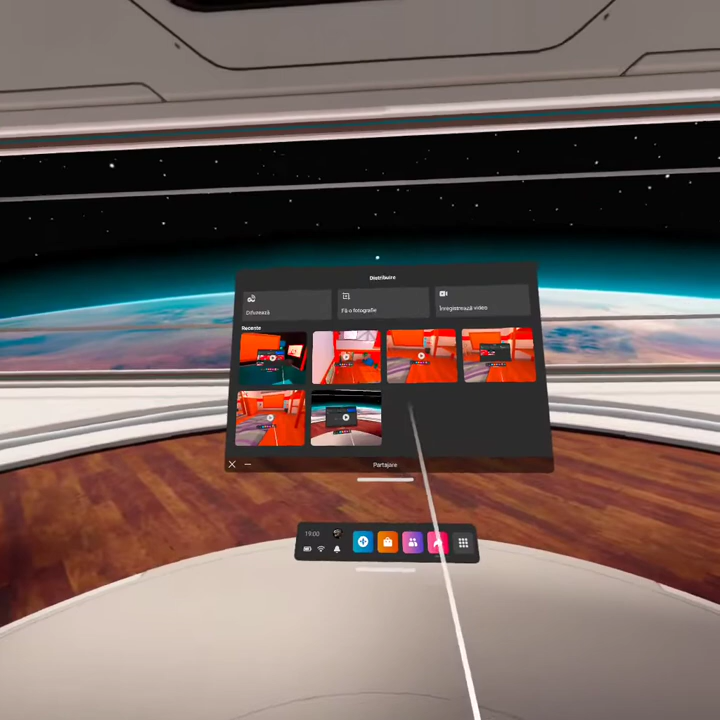 Distribuire
Difuzează
Fă o fotografie
Înregistrează video
Recente
Partajare
19:00